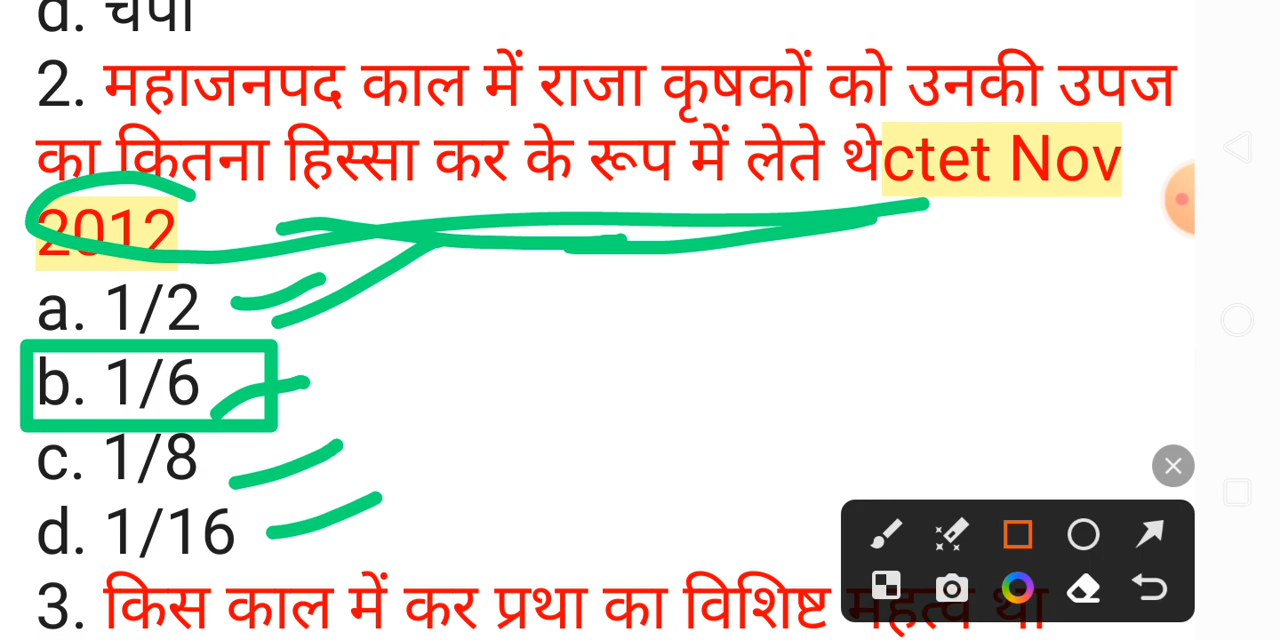 d. चंपा
2. महाजनपद काल में राजा कृषकों को उनकी उपज
का कितना हिस्सा कर के रूप में लेते थेctet Nov
2012
a. 1/2
b. 1/6
c. 1/8
d. 1/16
3. किस काल में कर प्रथा का विशिष्ट महत्व था